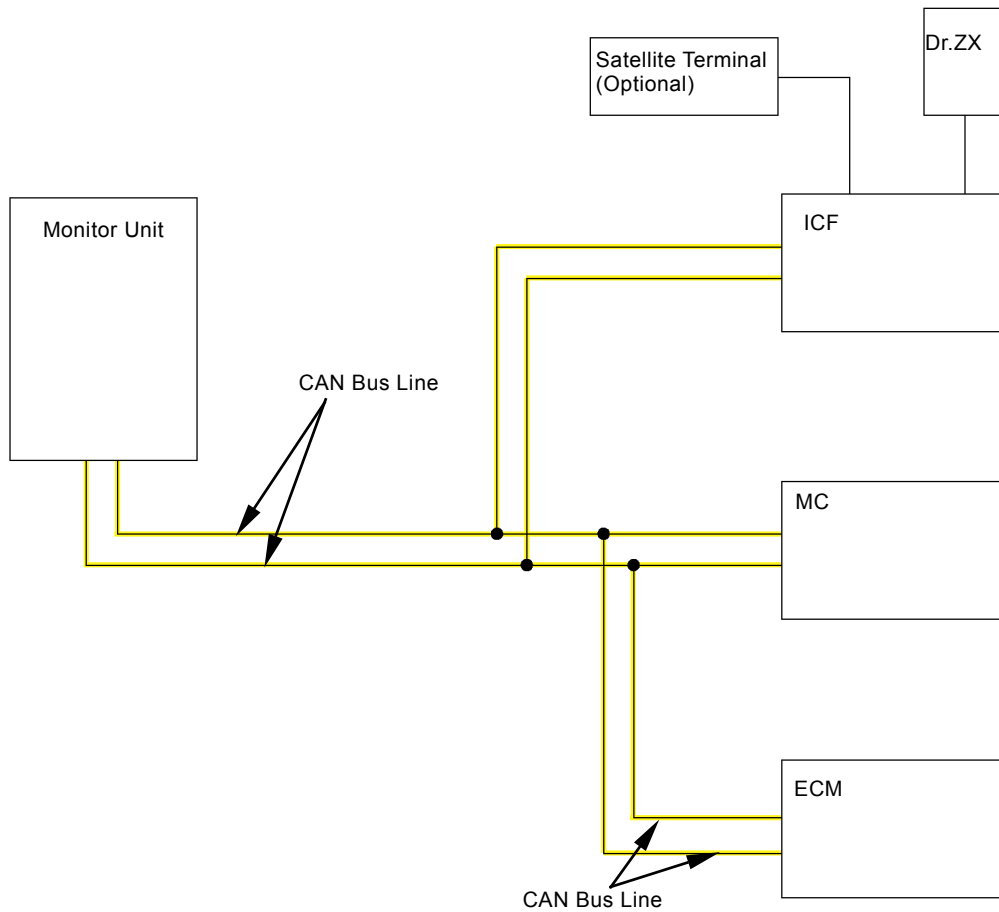 Dr.ZX
Satellite Terminal
(Optional)
ICF
Monitor Unit
CAN Bus Line
MC
ECM
CAN Bus Line